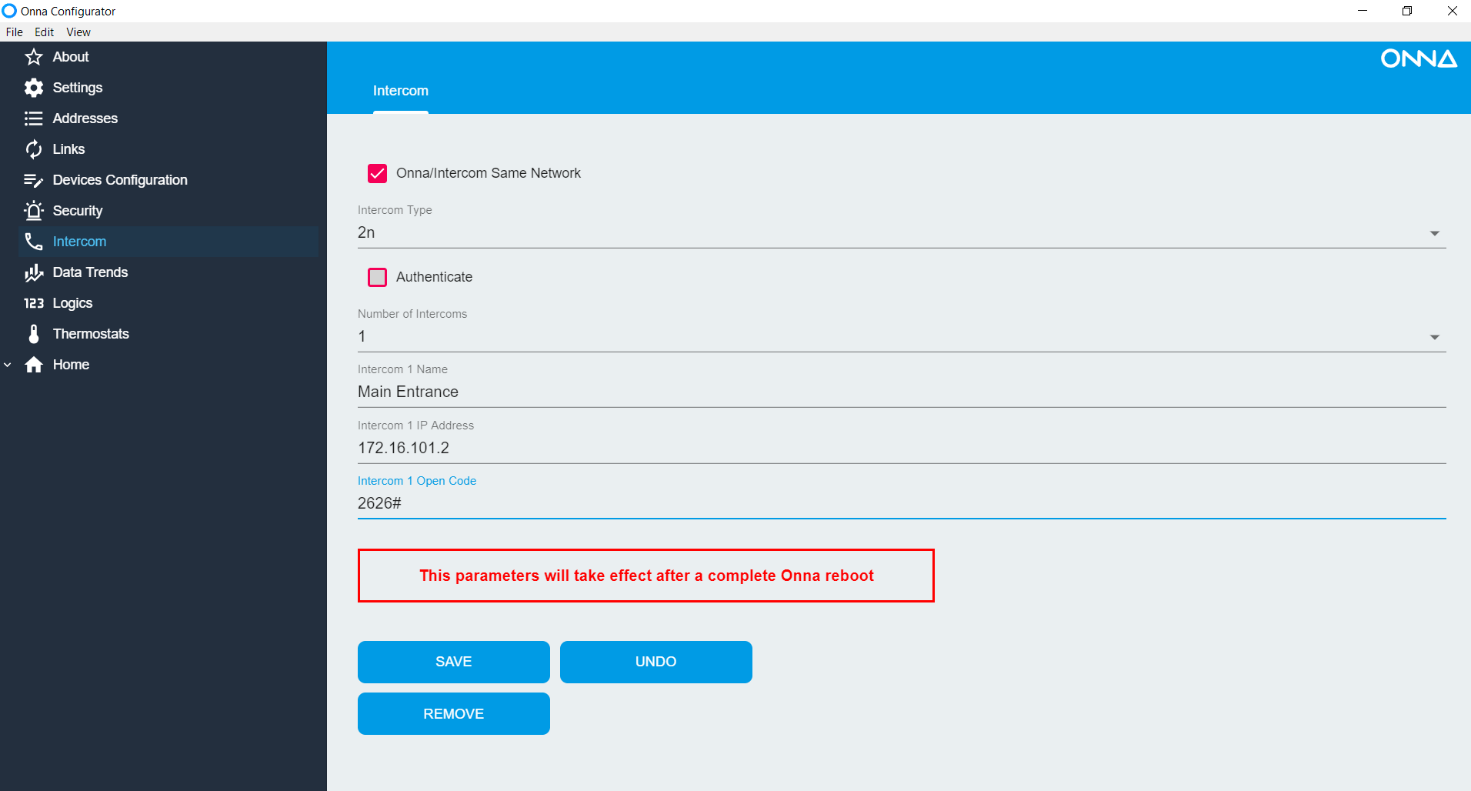 Onna Configurator
File Edit View
About
Settings
Addresses
Links
Devices Configuration
Security
Intercom
Data Trends
123 Logics
Thermostats
Home
ONNA
Intercom
Onna/Intercom Same Network
Intercom Type
2n
Authenticate
Number of Intercoms
1
Intercom 1 Name
Main Entrance
Intercom 1 IP Address
172.16.101.2
Intercom 1 Open Code
2626#
This parameters will take effect after a complete Onna reboot
SAVE UNDO
REMOVE